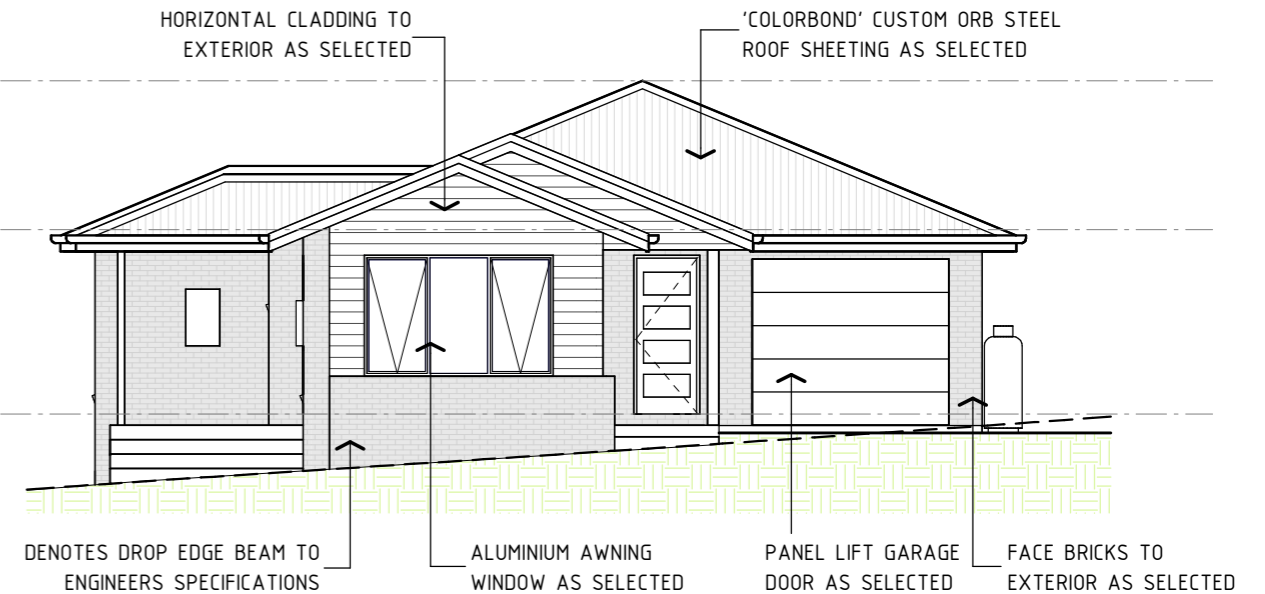 HORIZONTAL CLADDING TO
EXTERIOR AS SELECTED
'COLORBOND' CUSTOM ORB STEEL
ROOF SHEETING AS SELECTED
DENOTES DROP EDGE BEAM TO
ENGINEERS SPECIFICATIONS
ALUMINIUM AWNING
WINDOW AS SELECTED
PANEL LIFT GARAGE
DOOR AS SELECTED
FACE BRICKS TO
EXTERIOR AS SELECTED